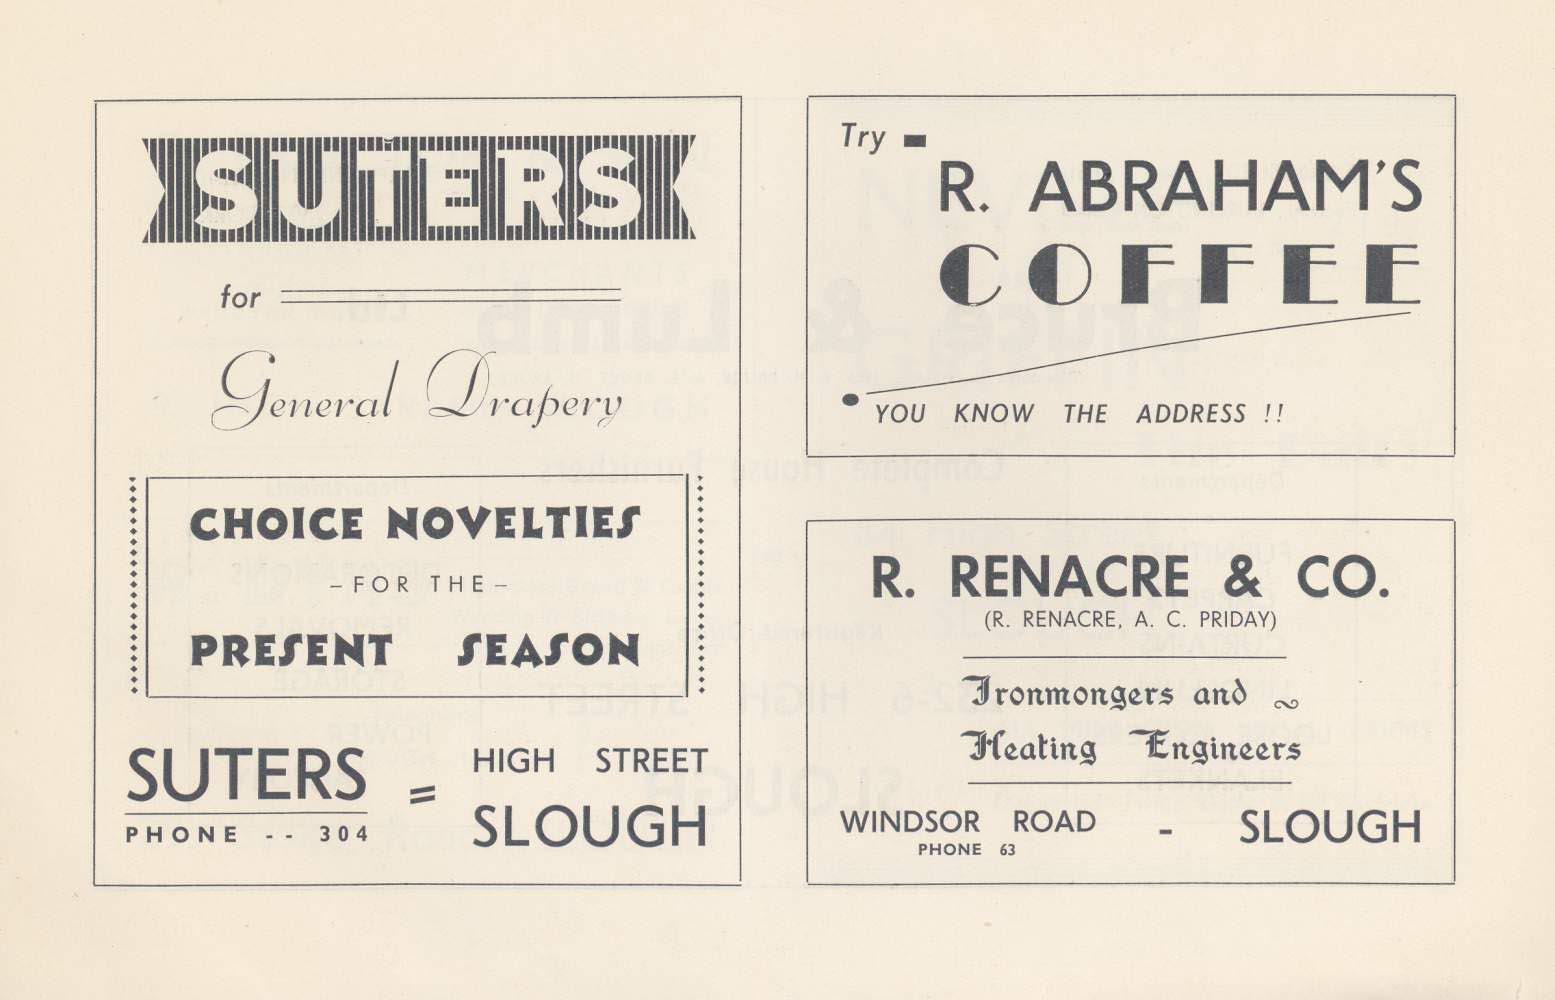 SUTERS
for
General Drapery
CHOICE NOVELTIES
- FOR THE -
PRESENT SEASON
SUTERS = HIGH STREET
PHONE -- 304 SLOUGH
Try
R. ABRAHAM'S
COFFEE
YOU KNOW THE ADDRESS !!
R. RENACRE & CO.
(R. RENACRE, A. C. PRIDAY)
Ironmongers and
Heating Engineers
WINDSOR ROAD - SLOUGH
PHONE 63